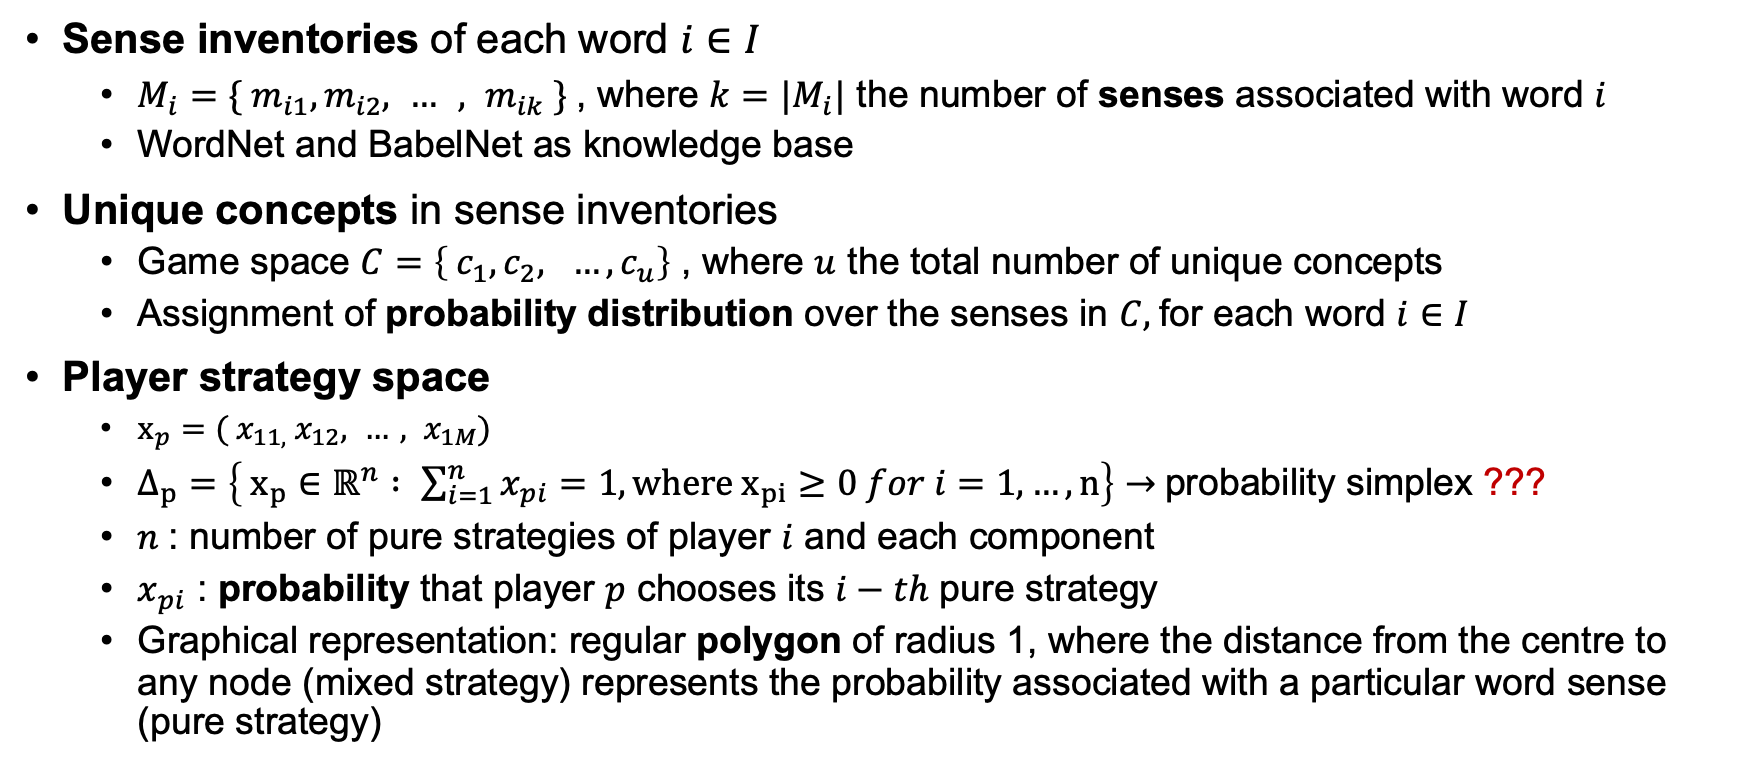 • Sense inventories of each word 𝑖 ∈ 𝐼
• 𝑀ᵢ = { 𝑚ᵢ₁, 𝑚ᵢ₂, … , 𝑚ᵢₖ } , where 𝑘 = |𝑀ᵢ| the number of senses associated with word 𝑖
• WordNet and BabelNet as knowledge base
• Unique concepts in sense inventories
• Game space 𝐶 = { 𝑐₁, 𝑐₂, …, 𝑐ᵤ} , where 𝑢 the total number of unique concepts
• Assignment of probability distribution over the senses in 𝐶, for each word 𝑖 ∈ 𝐼
• Player strategy space
• xₚ = ( 𝑥₁₁, 𝑥₁₂, … , 𝑥_{1𝑀})
• Δₚ = { xₚ ∈ ℝⁿ : ∑ⁿᵢ₌₁ 𝑥ₚᵢ = 1, where xₚᵢ ≥ 0 𝑓𝑜𝑟 𝑖 = 1, …, n} → probability simplex ???
• 𝑛 : number of pure strategies of player 𝑖 and each component
• 𝑥ₚᵢ : probability that player 𝑝 chooses its 𝑖 − 𝑡ℎ pure strategy
• Graphical representation: regular polygon of radius 1, where the distance from the centre to
any node (mixed strategy) represents the probability associated with a particular word sense
(pure strategy)